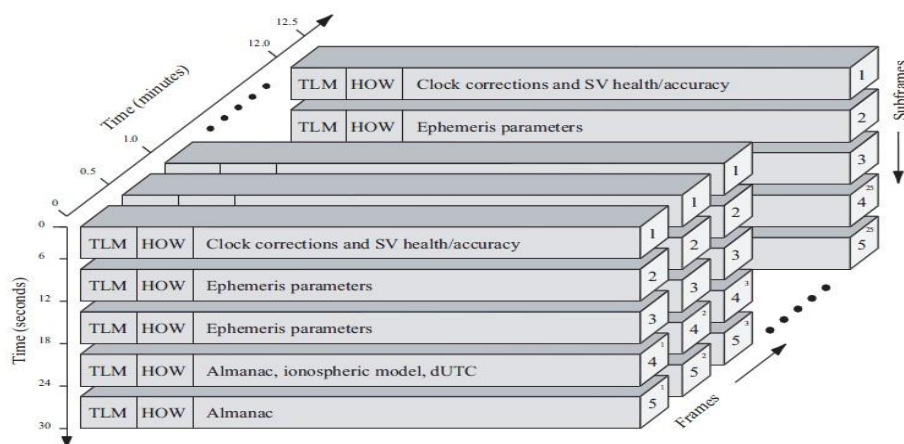 12.5
12.0
Time (minutes)
1.0
0.5
0
TLM HOW Clock corrections and SV health/accuracy 1
TLM HOW Ephemeris parameters 2
3
4 25
5 25
Subframes
1
2
3
4 3
5 3
1
2
3
4 2
5 2
0
TLM HOW Clock corrections and SV health/accuracy 1
6
TLM HOW Ephemeris parameters 2
12
TLM HOW Ephemeris parameters 3
18
TLM HOW Almanac, ionospheric model, dUTC 4 1
24
TLM HOW Almanac 5 1
30
Time (seconds)
Frames